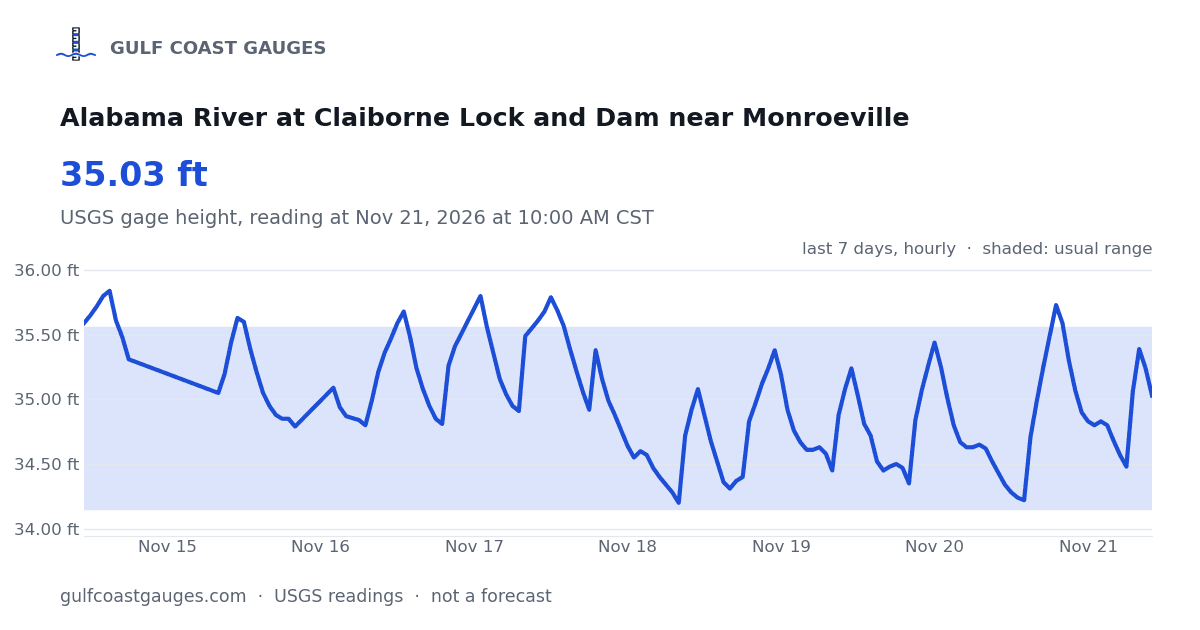 GULF COAST GAUGES
Alabama River at Claiborne Lock and Dam near Monroeville
35.03 ft
USGS gage height, reading at Nov 21, 2026 at 10:00 AM CST
last 7 days, hourly · shaded: usual range
36.00 ft
35.50 ft
35.00 ft
34.50 ft
34.00 ft
Nov 15 Nov 16 Nov 17 Nov 18 Nov 19 Nov 20 Nov 21
gulfcoastgauges.com · USGS readings · not a forecast